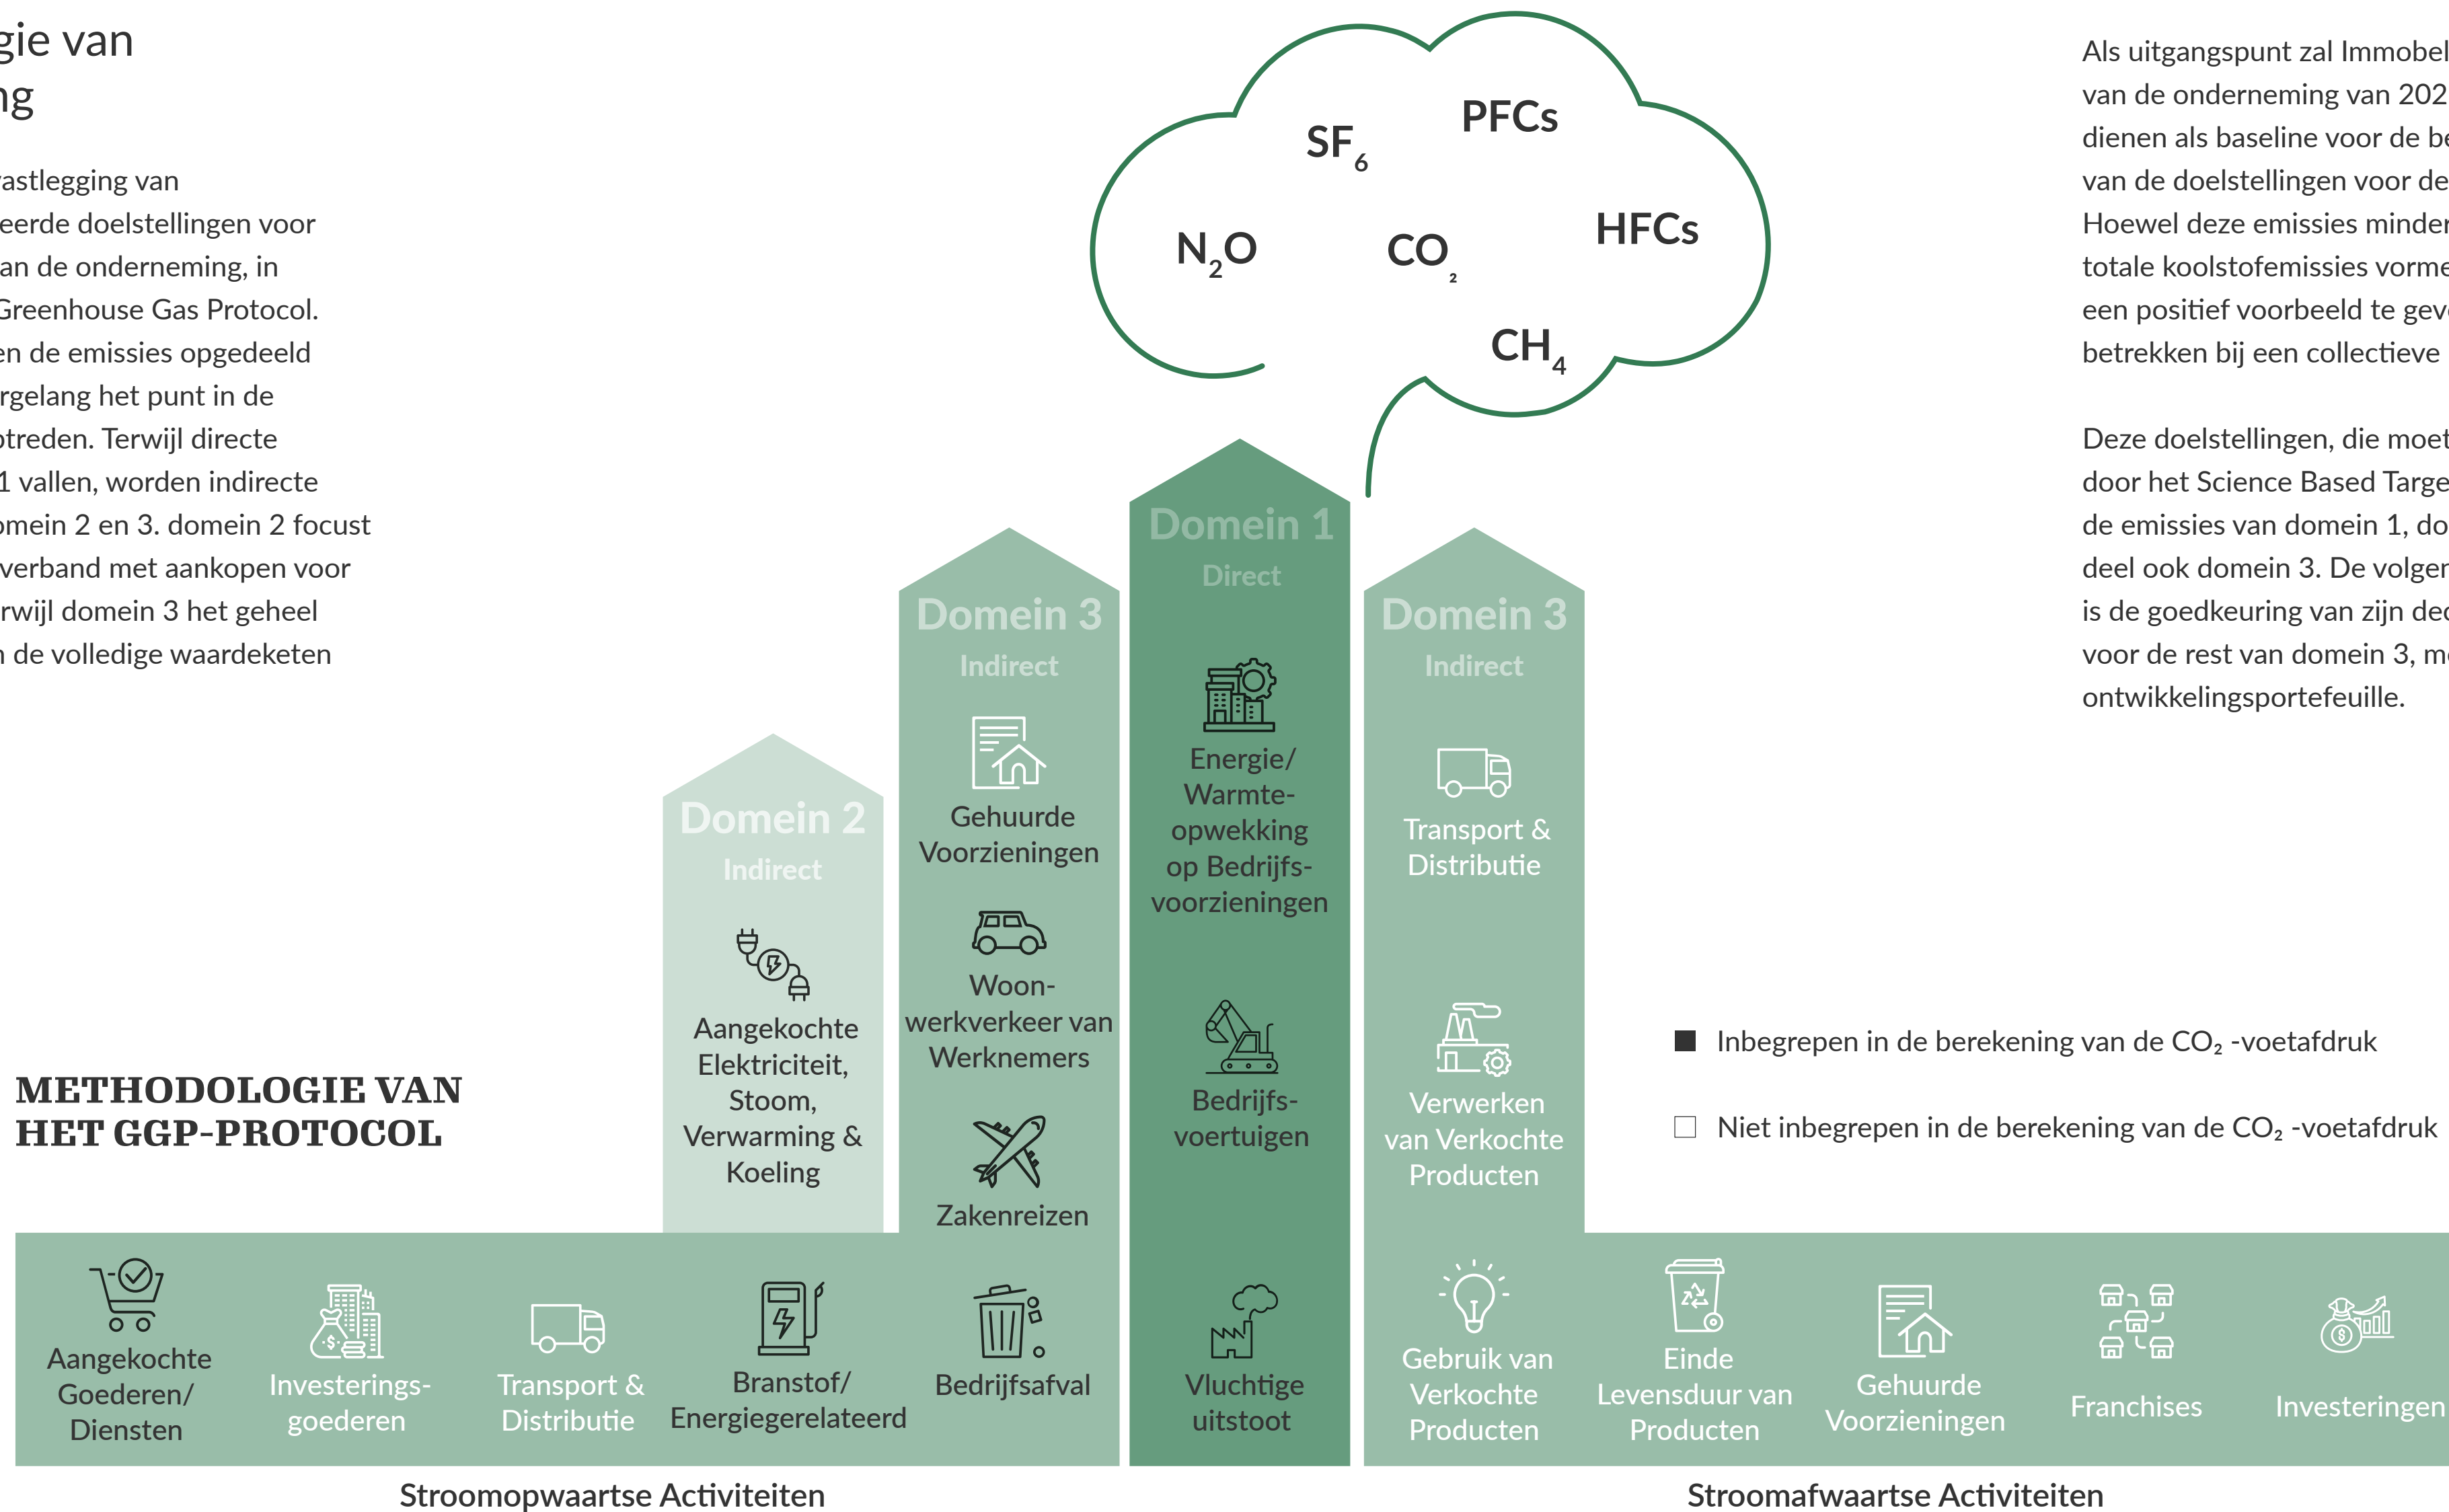 gie van
ng
vastlegging van
eerde doelstellingen voor
an de onderneming, in
Greenhouse Gas Protocol.
en de emissies opgedeeld
rgelang het punt in de
ptreden. Terwijl directe
1 vallen, worden indirecte
omein 2 en 3. domein 2 focust
verband met aankopen voor
rwijl domein 3 het geheel
n de volledige waardeketen
SF6
PFCs
N2O
CO2
HFCs
CH4
Als uitgangspunt zal Immobel
van de onderneming van 202
dienen als baseline voor de be
van de doelstellingen voor de
Hoewel deze emissies minder
totale koolstofemissies vorme
een positief voorbeeld te geve
betrekken bij een collectieve
Deze doelstellingen, die moet
door het Science Based Targe
de emissies van domein 1, do
deel ook domein 3. De volger
is de goedkeuring van zijn dec
voor de rest van domein 3, me
ontwikkelingsportefeuille.
METHODOLOGIE VAN
HET GGP-PROTOCOL
Domein 2
Indirect
Aangekochte
Elektriciteit,
Stoom,
Verwarming &
Koeling
Domein 3
Indirect
Gehuurde
Voorzieningen
Woon-
werkverkeer van
Werknemers
Zakenreizen
Domein 1
Direct
Energie/
Warmte-
opwekking
op Bedrijfs-
voorzieningen
Bedrijfs-
voertuigen
Vluchtige
uitstoot
Domein 3
Indirect
Transport &
Distributie
Verwerken
van Verkochte
Producten
■ Inbegrepen in de berekening van de CO₂ -voetafdruk
□ Niet inbegrepen in de berekening van de CO₂ -voetafdruk
Aangekochte
Goederen/
Diensten
Investerings-
goederen
Transport &
Distributie
Branstof/
Energiegerelateerd
Bedrijfsafval
Gebruik van
Verkochte
Producten
Einde
Levensduur van
Producten
Gehuurde
Voorzieningen
Franchises
Investeringen
Stroomopwaartse Activiteiten
Stroomafwaartse Activiteiten